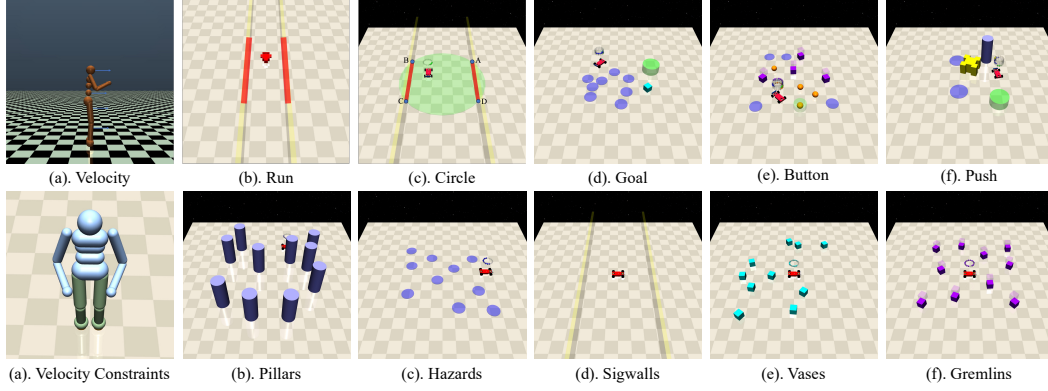 B
A
C
D
(a). Velocity
(b). Run
(c). Circle
(d). Goal
(e). Button
(f). Push
(a). Velocity Constraints
(b). Pillars
(c). Hazards
(d). Sigwalls
(e). Vases
(f). Gremlins